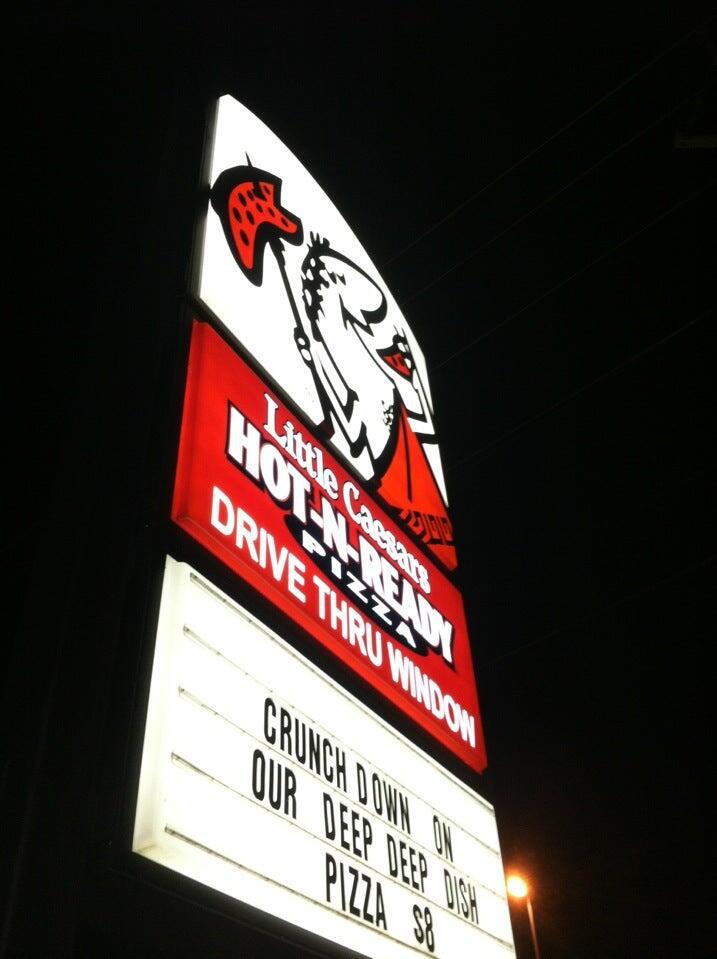 Little Caesars
HOT-N-READY
PIZZA
DRIVE THRU WINDOW
CRUNCH DOWN ON
OUR DEEP DEEP DISH
PIZZA $8